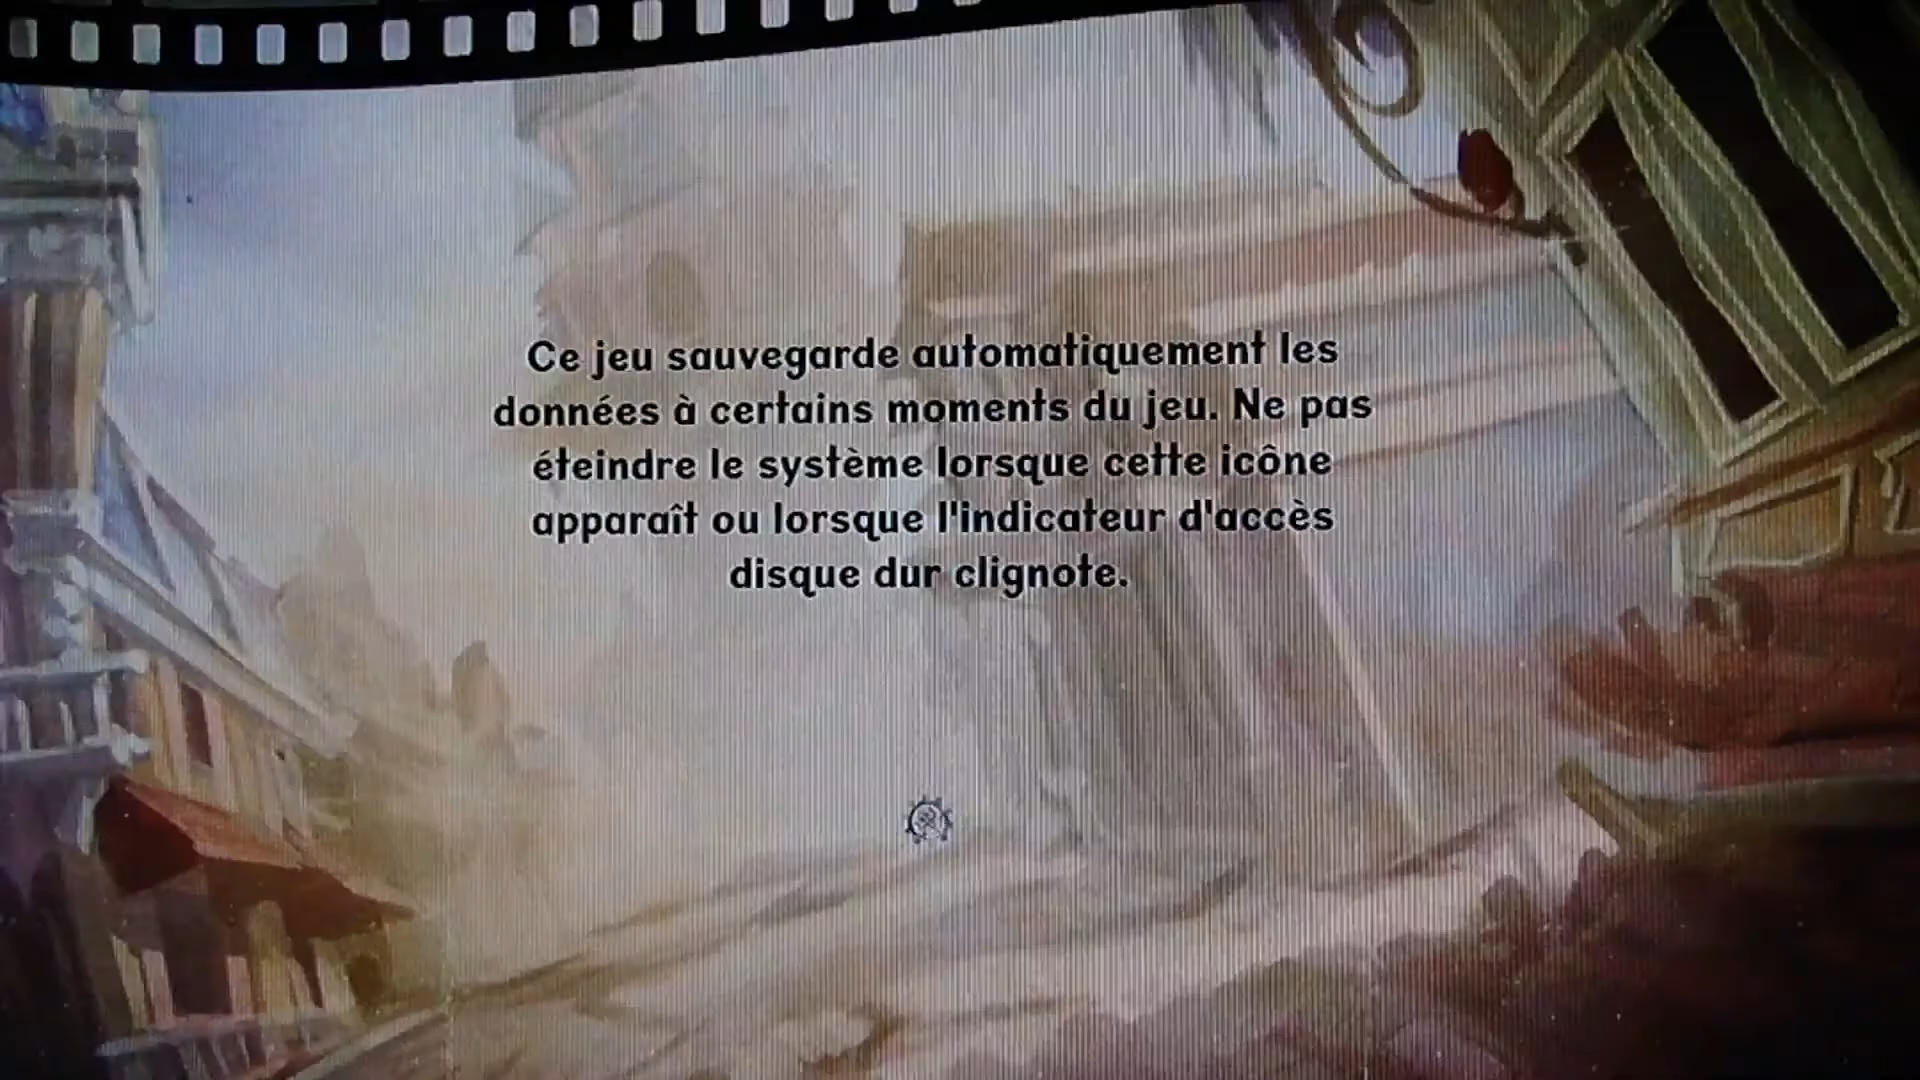 Ce jeu sauvegarde automatiquement les
données à certains moments du jeu. Ne pas
éteindre le système lorsque cette icône
apparaît ou lorsque l'indicateur d'accès
disque dur clignote.